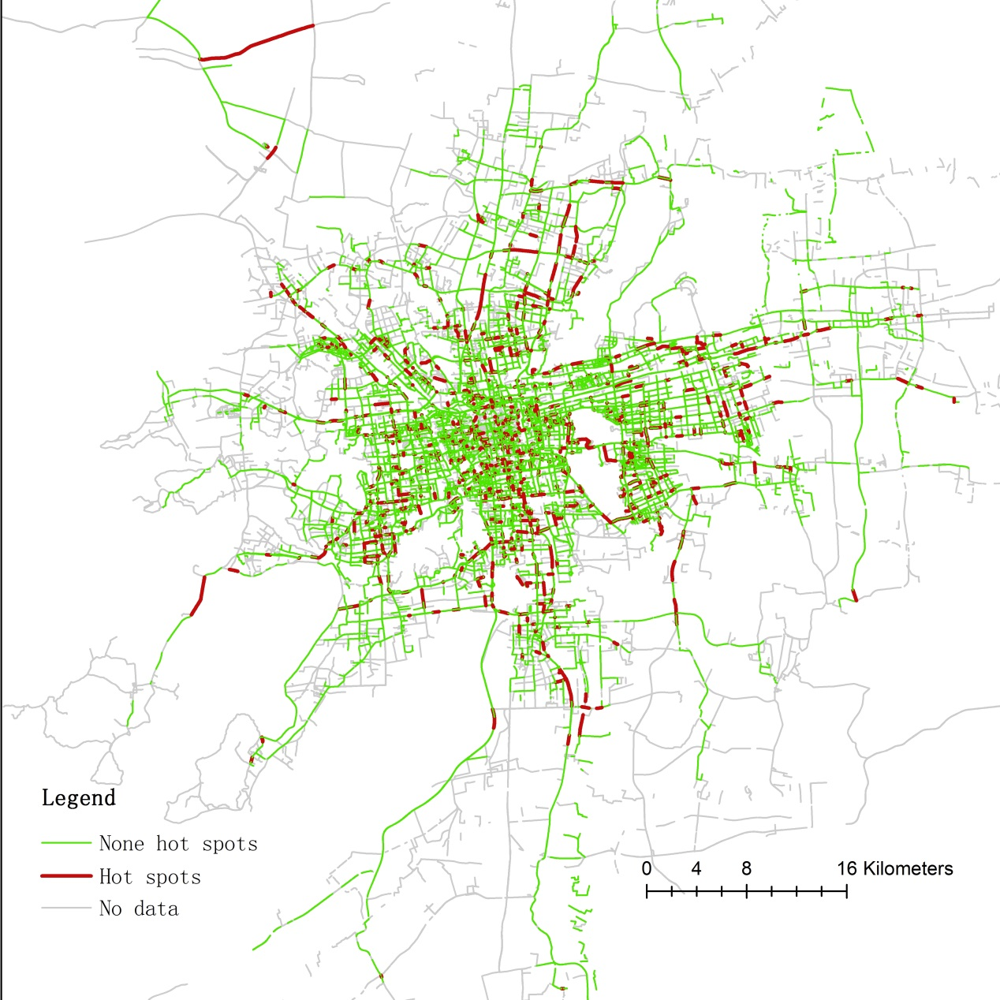 Legend
None hot spots
Hot spots
No data
0 4 8 16 Kilometers